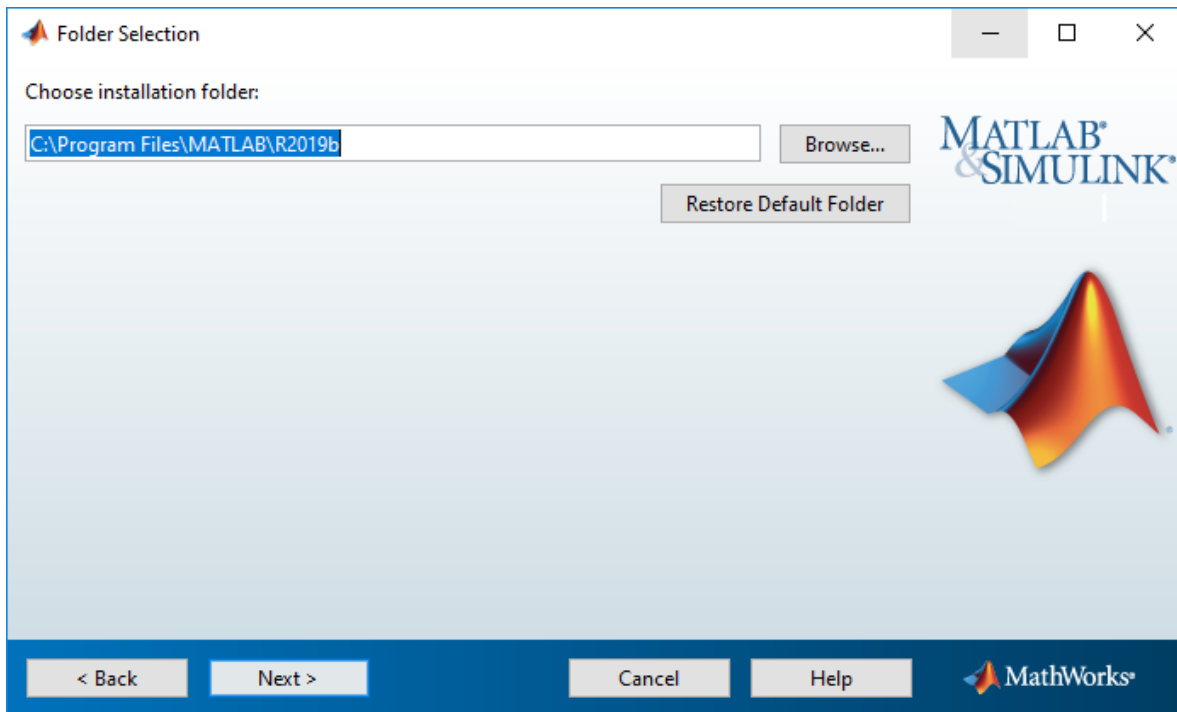 Folder Selection
Choose installation folder:
C:\Program Files\MATLAB\R2019b
Browse...
Restore Default Folder
MATLAB®
&SIMULINK®
®
< Back
Next >
Cancel
Help
MathWorks®